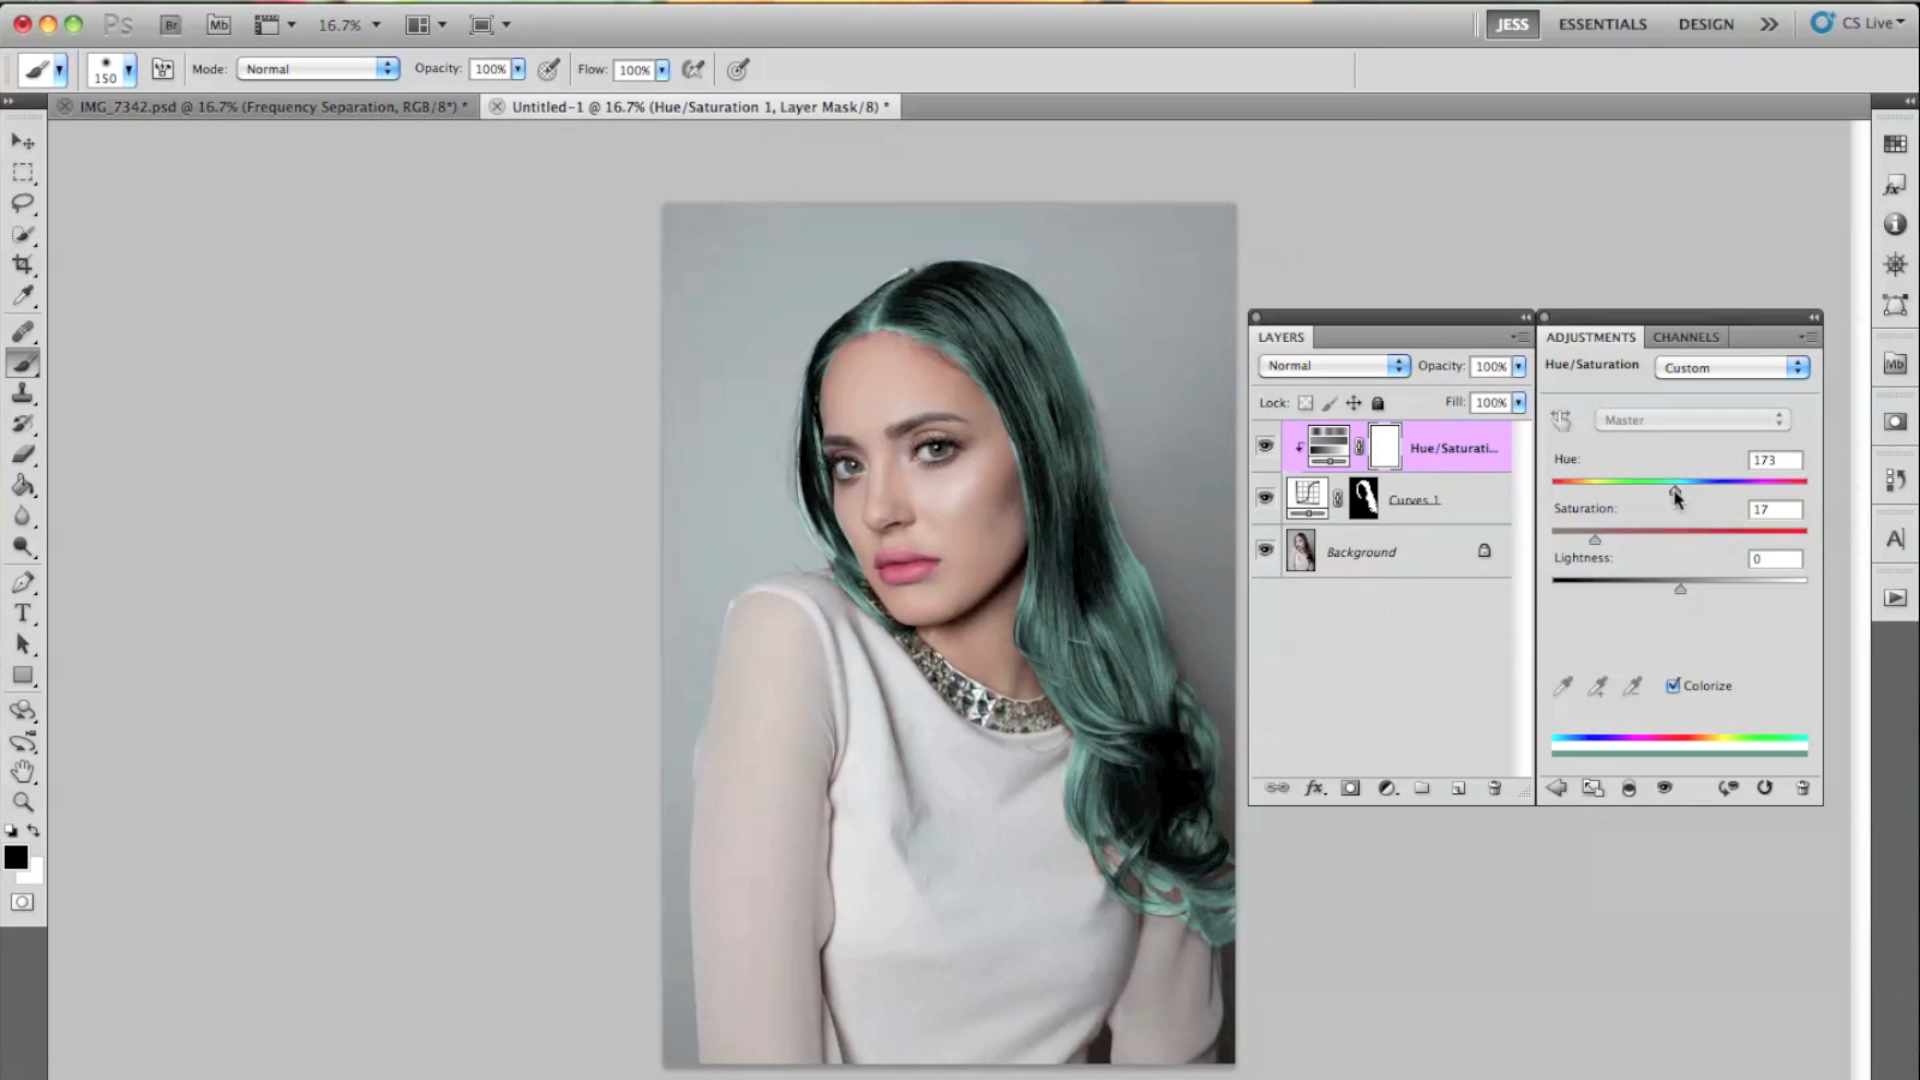 Ps Br Mb 16.7% JESS ESSENTIALS DESIGN CS Live
150 Mode: Normal Opacity: 100% Flow: 100%
IMG_7342.psd @ 16.7% (Frequency Separation, RGB/8*) * Untitled-1 @ 16.7% (Hue/Saturation 1, Layer Mask/8) *
LAYERS
Normal Opacity: 100%
Lock: Fill: 100%
Hue/Saturati...
Curves 1
Background
fx
ADJUSTMENTS CHANNELS
Hue/Saturation Custom
Master
Hue: 173
Saturation: 17
Lightness: 0
Colorize
fx
Mb
A
T